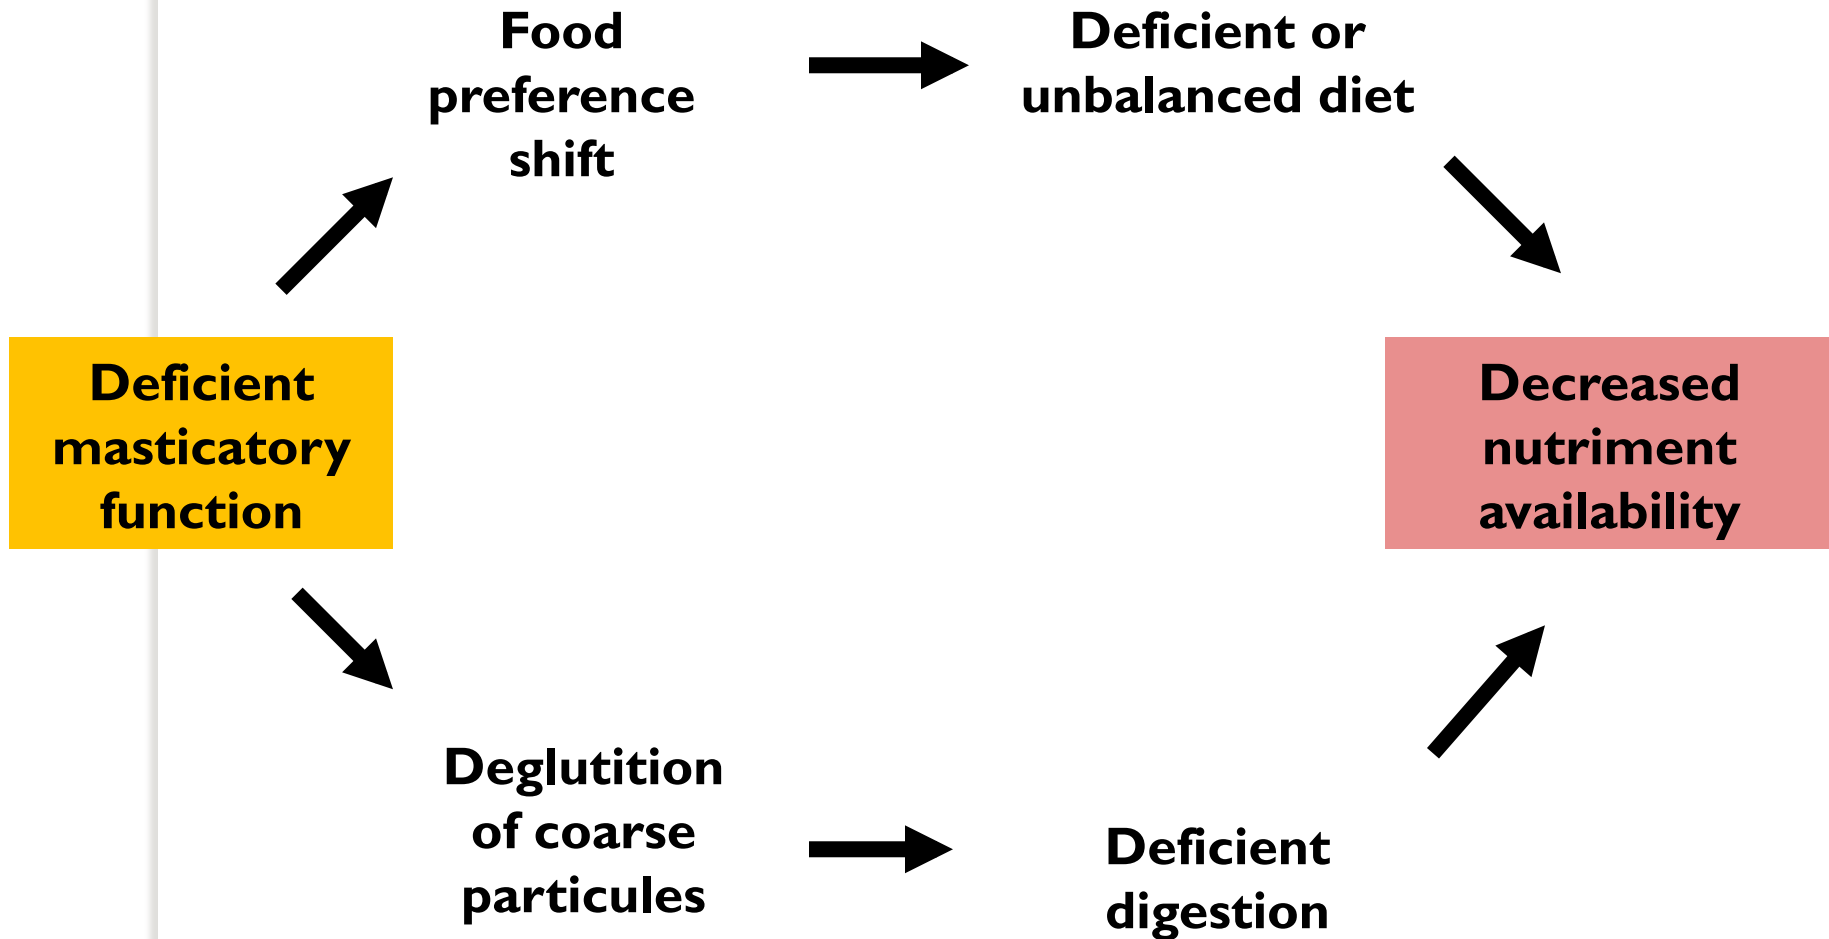 Food
preference
shift
Deficient or
unbalanced diet
Deficient
masticatory
function
Decreased
nutriment
availability
Deglutition
of coarse
particules
Deficient
digestion